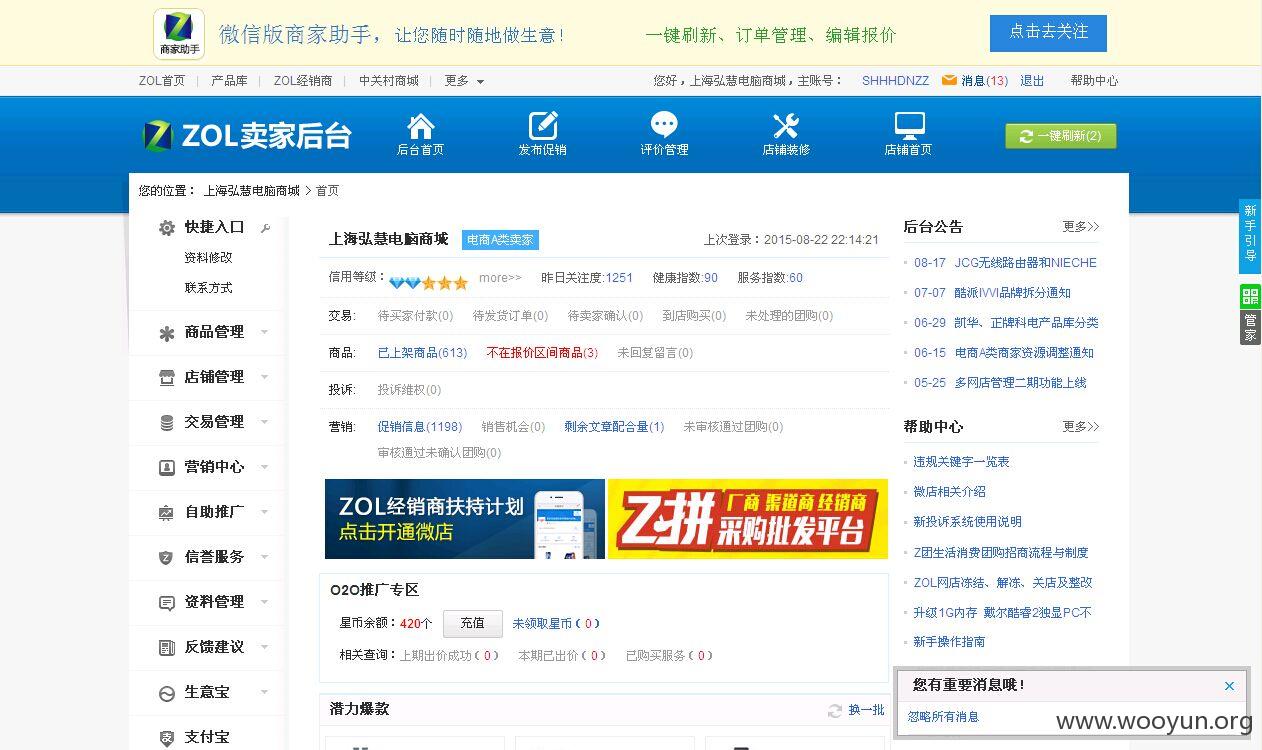 商家助手 微信版商家助手，让您随时随地做生意！ 一键刷新、订单管理、编辑报价 点击去关注
ZOL首页 产品库 ZOL经销商 中关村商城 更多 您好，上海弘慧电脑商城，主账号： SHHHDNZZ 消息(13) 退出 帮助中心
ZOL卖家后台 后台首页 发布促销 评价管理 店铺装修 店铺首页 一键刷新(2)
您的位置： 上海弘慧电脑商城 > 首页
快捷入口
资料修改
联系方式
商品管理
店铺管理
交易管理
营销中心
自助推广
信誉服务
资料管理
反馈建议
生意宝
支付宝
上海弘慧电脑商城 电商A类卖家 上次登录：2015-08-22 22:14:21
信用等级： more>> 昨日关注度:1251 健康指数:90 服务指数:60
交易: 待买家付款(0) 待发货订单(0) 待卖家确认(0) 到店购买(0) 未处理的团购(0)
商品: 已上架商品(613) 不在报价区间商品(3) 未回复留言(0)
投诉: 投诉维权(0)
营销: 促销信息(1198) 销售机会(0) 剩余文章配合量(1) 未审核通过团购(0)
审核通过未确认团购(0)
ZOL经销商扶持计划
点击开通微店
Z拼 厂商 渠道商 经销商
采购批发平台
O2O推广专区
星币余额：420个 充值 未领取星币（0）
相关查询：上期出价成功（0） 本期已出价（0） 已购买服务（0）
潜力爆款 换一批
后台公告 更多>>
08-17 JCG无线路由器和NIECHE
07-07 酷派IVVI品牌拆分通知
06-29 凯华、正牌科电产品库分类
06-15 电商A类商家资源调整通知
05-25 多网店管理二期功能上线
帮助中心 更多>>
违规关键字一览表
微店相关介绍
新投诉系统使用说明
Z团生活消费团购招商流程与制度
ZOL网店冻结、解冻、关店及整改
升级1G内存 戴尔酷睿2独显PC不
新手操作指南
新手引导
管家
您有重要消息哦！ ×
忽略所有消息
www.wooyun.org